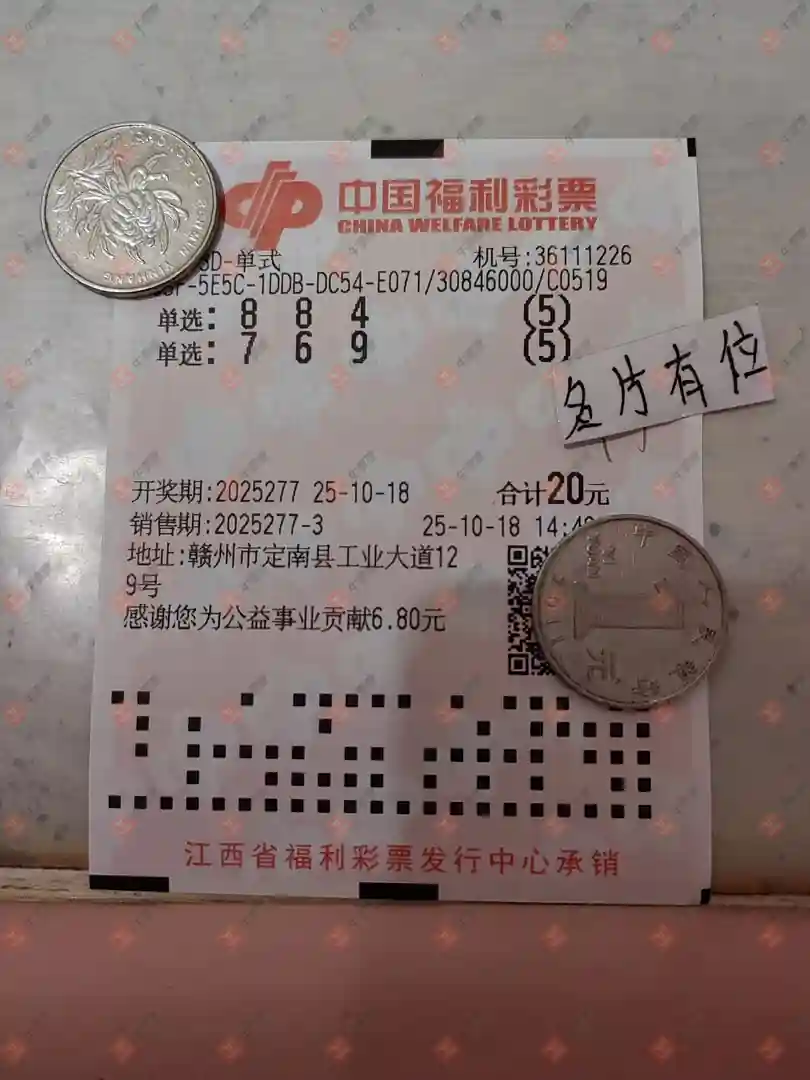 中国福利彩票
CHINA WELFARE LOTTERY
3D-单式 机号:36111226
-5E5C-1DDB-DC54-E071/30846000/C0519
单选: 8 8 4 (5)
单选: 7 6 9 (5)
名片有位
开奖期:2025277 25-10-18 合计20元
销售期:2025277-3 25-10-18 14:4
地址:赣州市定南县工业大道12
9号
感谢您为公益事业贡献6.80元
1
元
江西省福利彩票发行中心承销